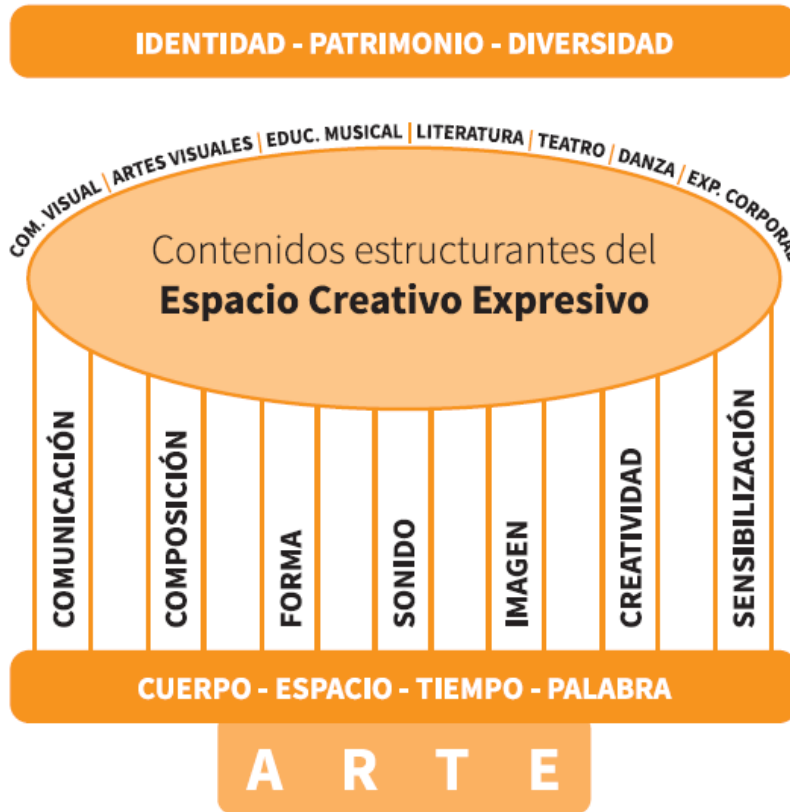 IDENTIDAD - PATRIMONIO - DIVERSIDAD
COM. VISUAL | ARTES VISUALES | EDUC. MUSICAL | LITERATURA | TEATRO | DANZA | EXP. CORPORAL
Contenidos estructurantes del
Espacio Creativo Expresivo
COMUNICACIÓN
COMPOSICIÓN
FORMA
SONIDO
IMAGEN
CREATIVIDAD
SENSIBILIZACIÓN
CUERPO - ESPACIO - TIEMPO - PALABRA
ARTE